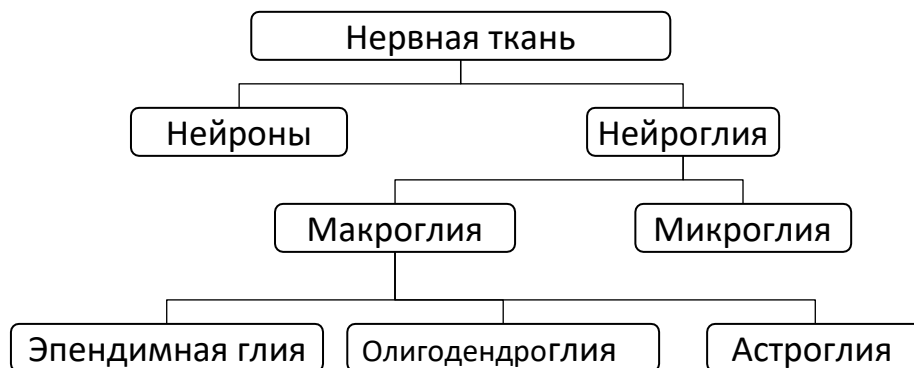 Нервная ткань
Нейроны
Нейроглия
Макроглия
Микроглия
Эпендимная глия
Олигодендроглия
Астроглия